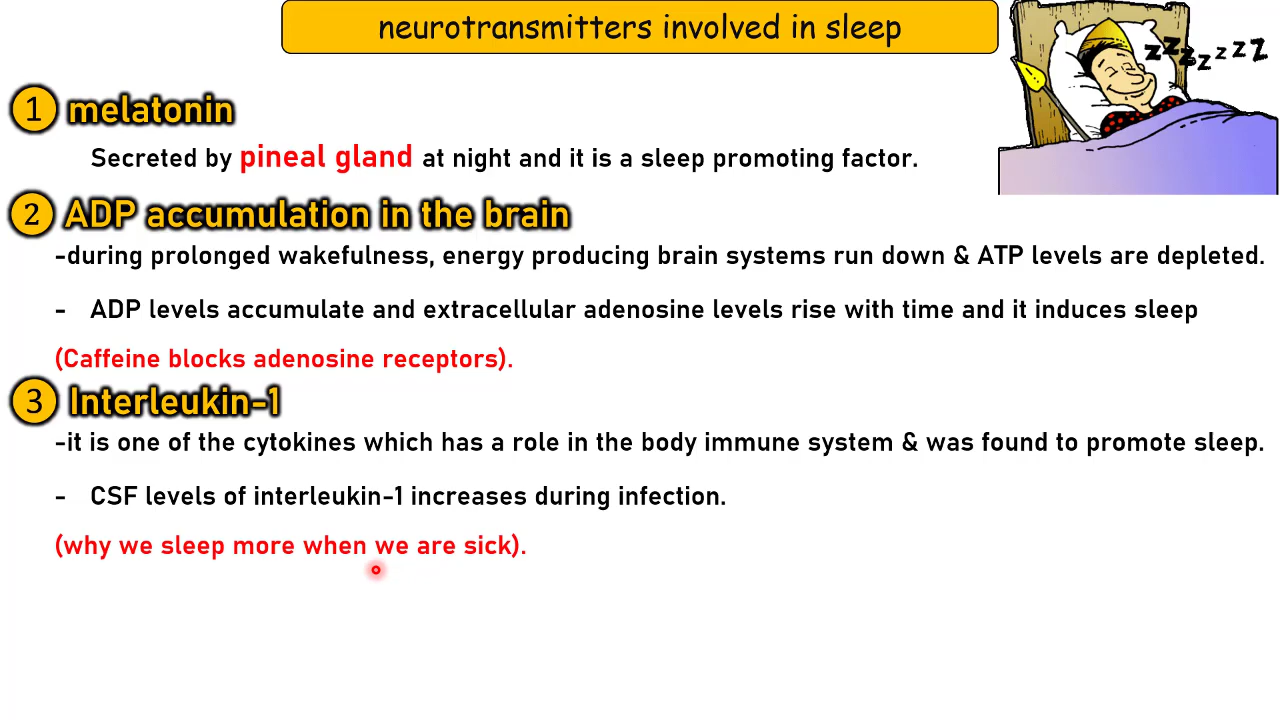 neurotransmitters involved in sleep
zzzzzzz
1 melatonin
Secreted by pineal gland at night and it is a sleep promoting factor.
2 ADP accumulation in the brain
-during prolonged wakefulness, energy producing brain systems run down & ATP levels are depleted.
- ADP levels accumulate and extracellular adenosine levels rise with time and it induces sleep
(Caffeine blocks adenosine receptors).
3 Interleukin-1
-it is one of the cytokines which has a role in the body immune system & was found to promote sleep.
- CSF levels of interleukin-1 increases during infection.
(why we sleep more when we are sick).